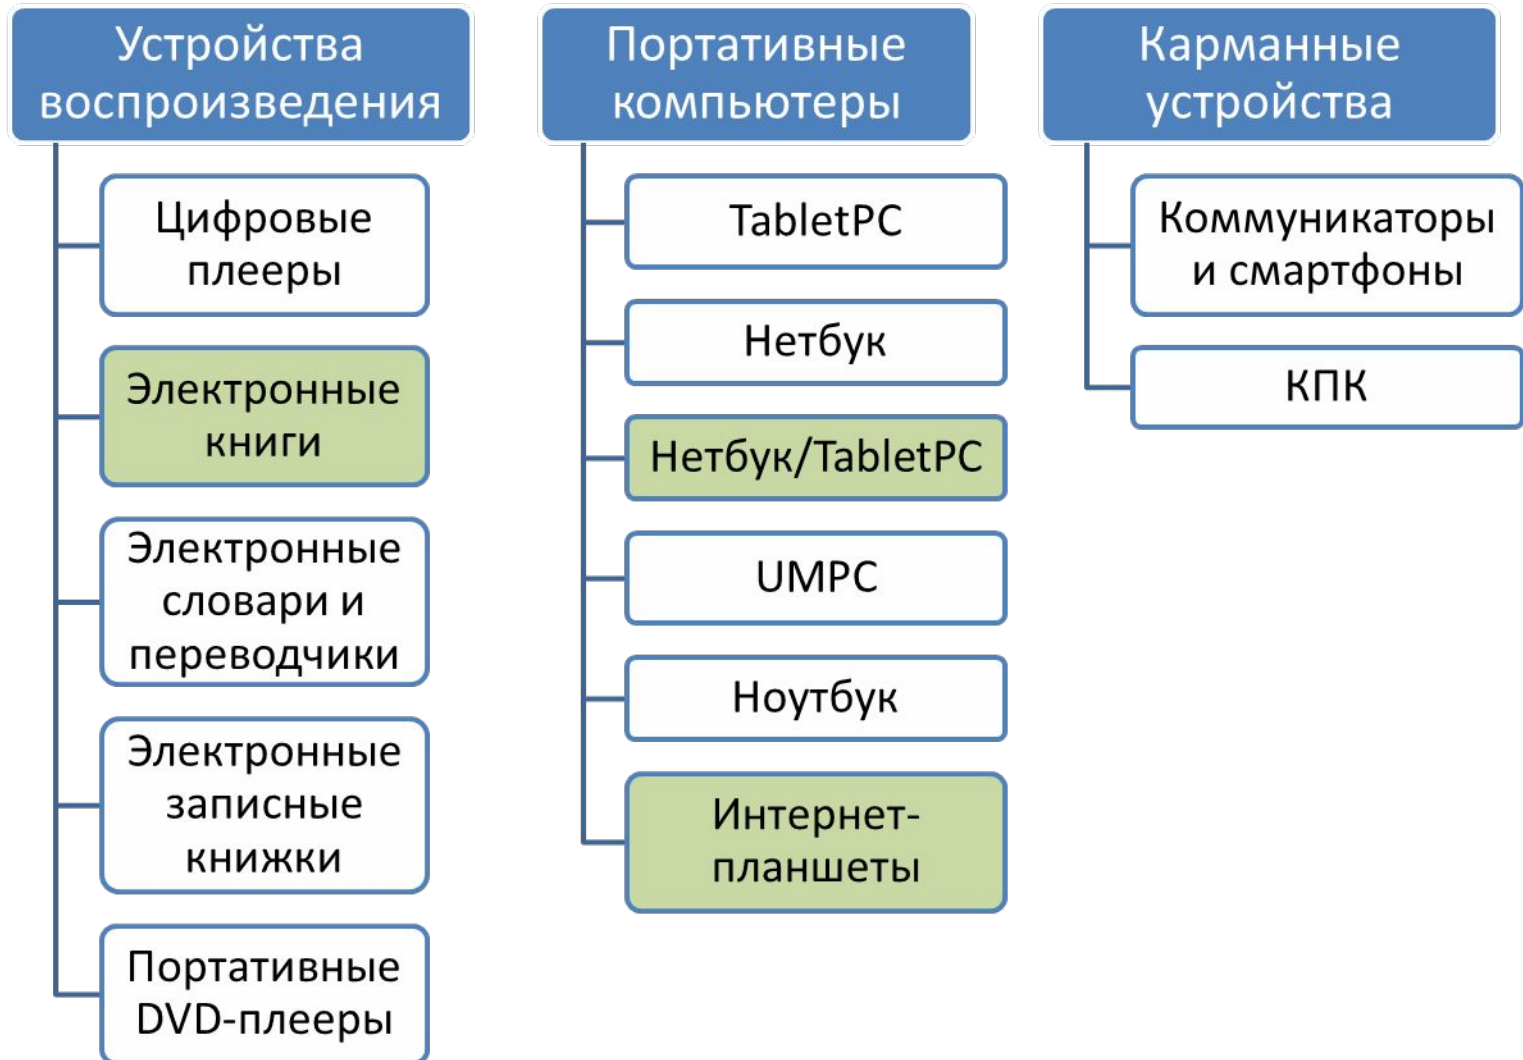 Устройства
воспроизведения
Цифровые
плееры
Электронные
книги
Электронные
словари и
переводчики
Электронные
записные
книжки
Портативные
DVD-плееры
Портативные
компьютеры
TabletPC
Нетбук
Нетбук/TabletPC
UMPC
Ноутбук
Интернет-
планшеты
Карманные
устройства
Коммуникаторы
и смартфоны
КПК